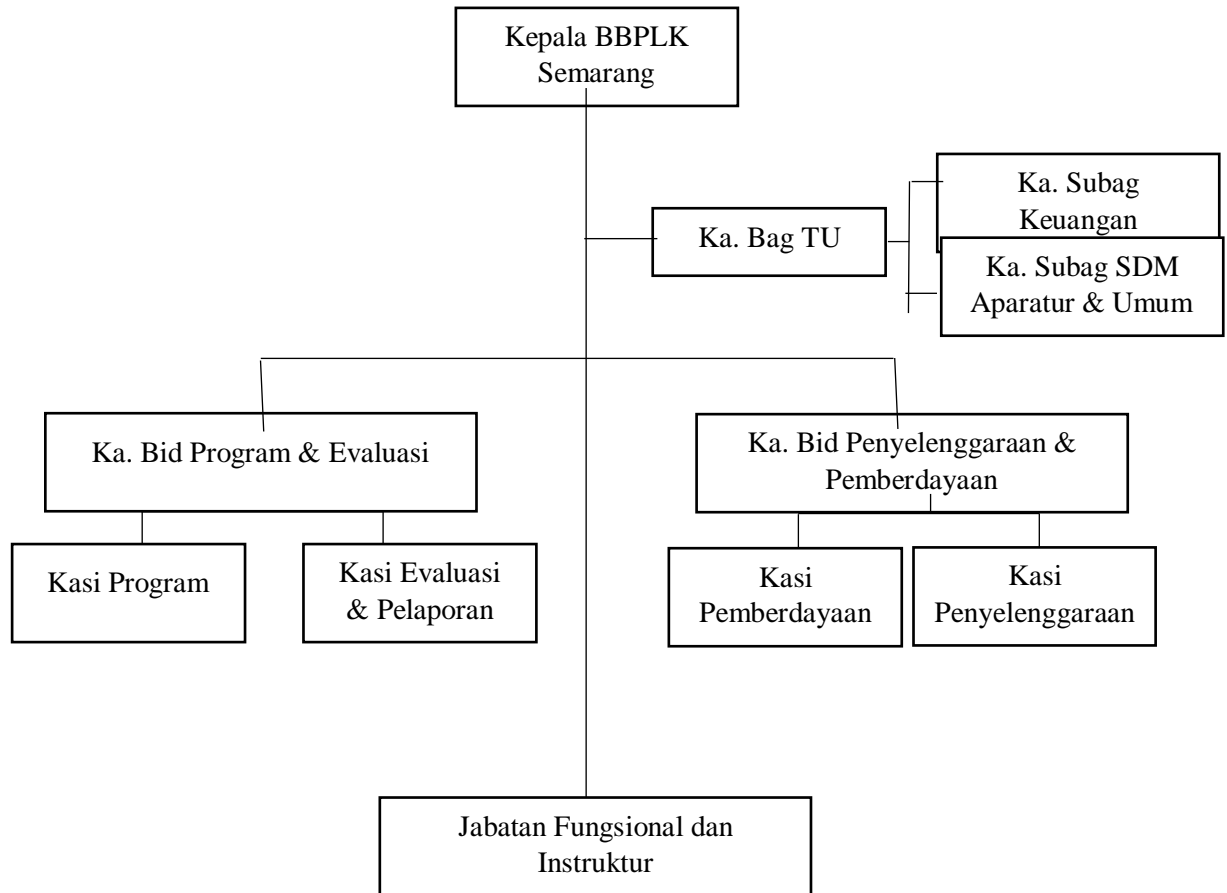 Kepala BBPLK
Semarang
Ka. Subag
Keuangan
Ka. Bag TU
Ka. Subag SDM
Aparatur & Umum
Ka. Bid Program & Evaluasi
Ka. Bid Penyelenggaraan &
Pemberdayaan
Kasi Program
Kasi Evaluasi
& Pelaporan
Kasi
Pemberdayaan
Kasi
Penyelenggaraan
Jabatan Fungsional dan
Instruktur